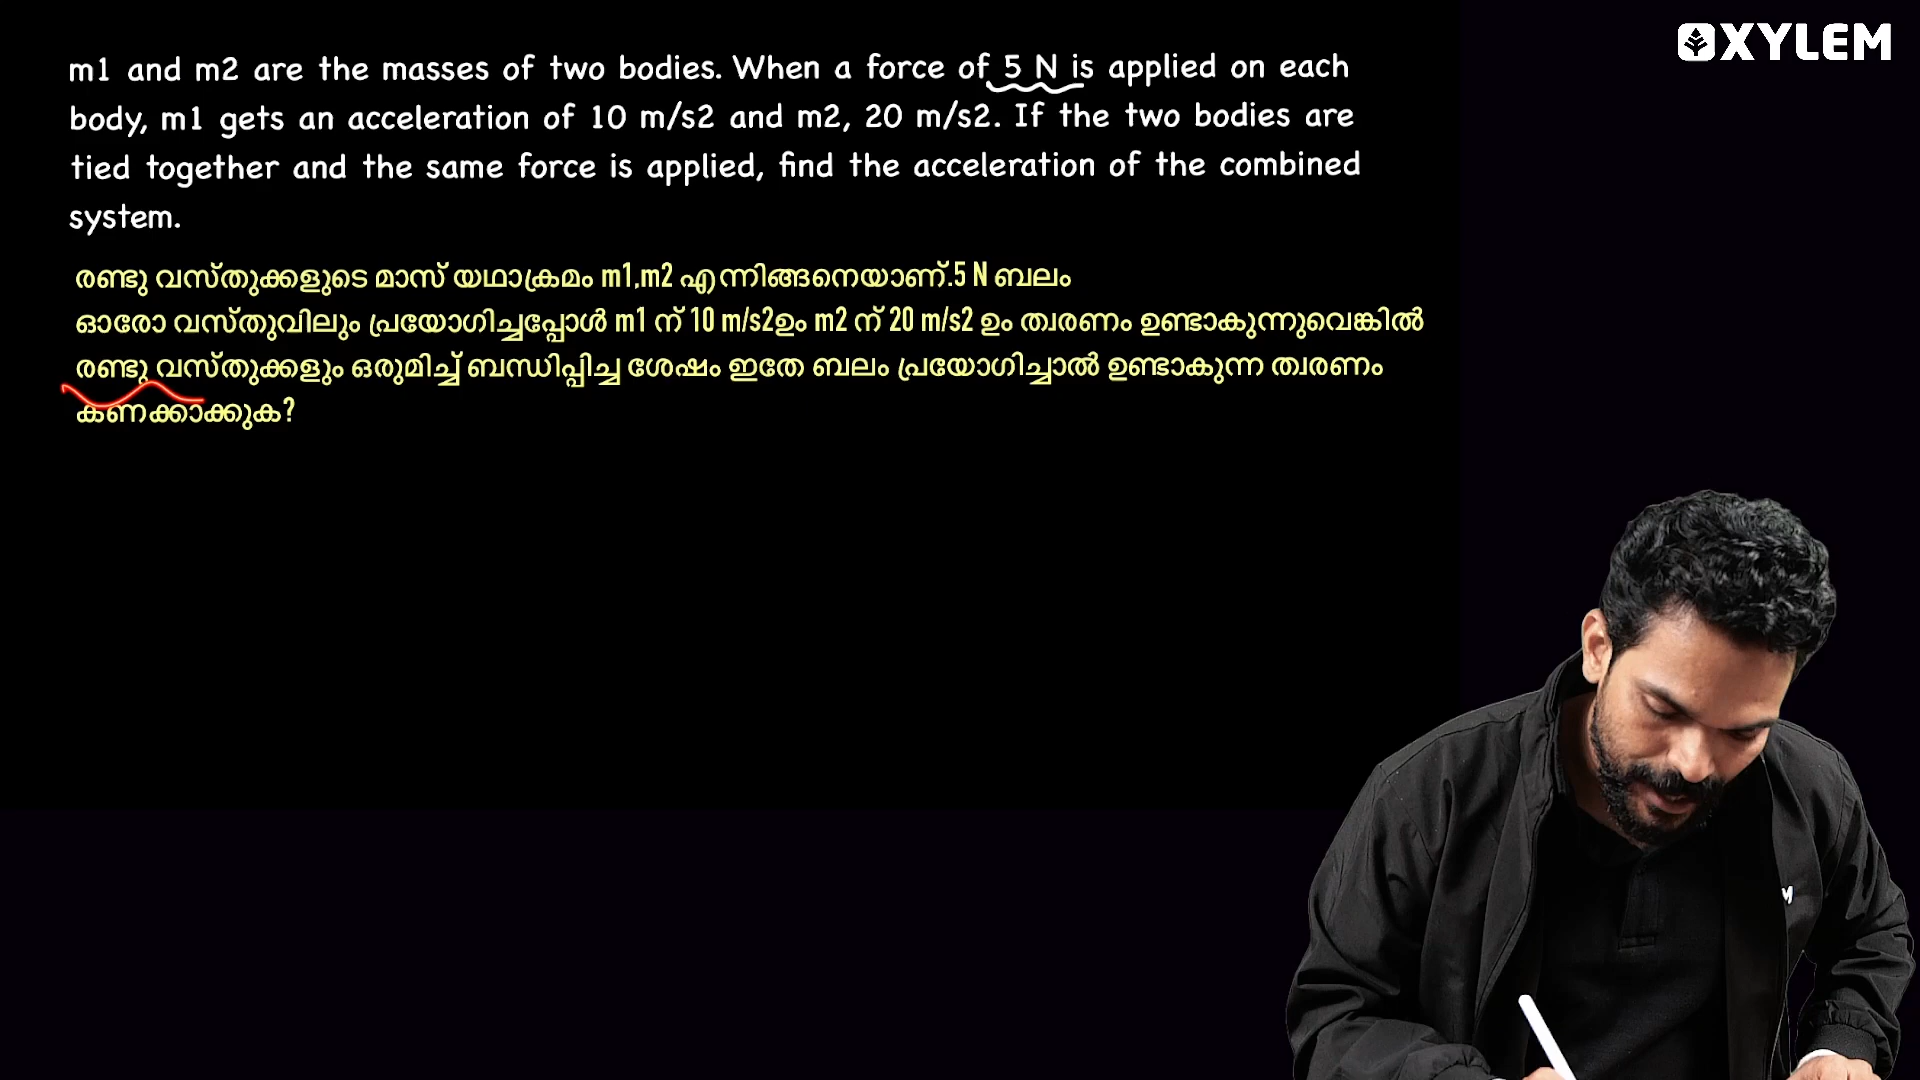 XYLEM
m1 and m2 are the masses of two bodies. When a force of 5 N is applied on each
body, m1 gets an acceleration of 10 m/s2 and m2, 20 m/s2. If the two bodies are
tied together and the same force is applied, find the acceleration of the combined
system.
രണ്ടു വസ്തുക്കളുടെ മാസ് യഥാക്രമം m1,m2 എന്നിങ്ങനെയാണ്.5 N ബലം
ഓരോ വസ്തുവിലും പ്രയോഗിച്ചപ്പോൾ m1 ന് 10 m/s2ഉം m2 ന് 20 m/s2 ഉം ത്വരണം ഉണ്ടാകുന്നുവെങ്കിൽ
രണ്ടു വസ്തുക്കളും ഒരുമിച്ച് ബന്ധിപ്പിച്ച ശേഷം ഇതേ ബലം പ്രയോഗിച്ചാൽ ഉണ്ടാകുന്ന ത്വരണം
കണക്കാക്കുക?